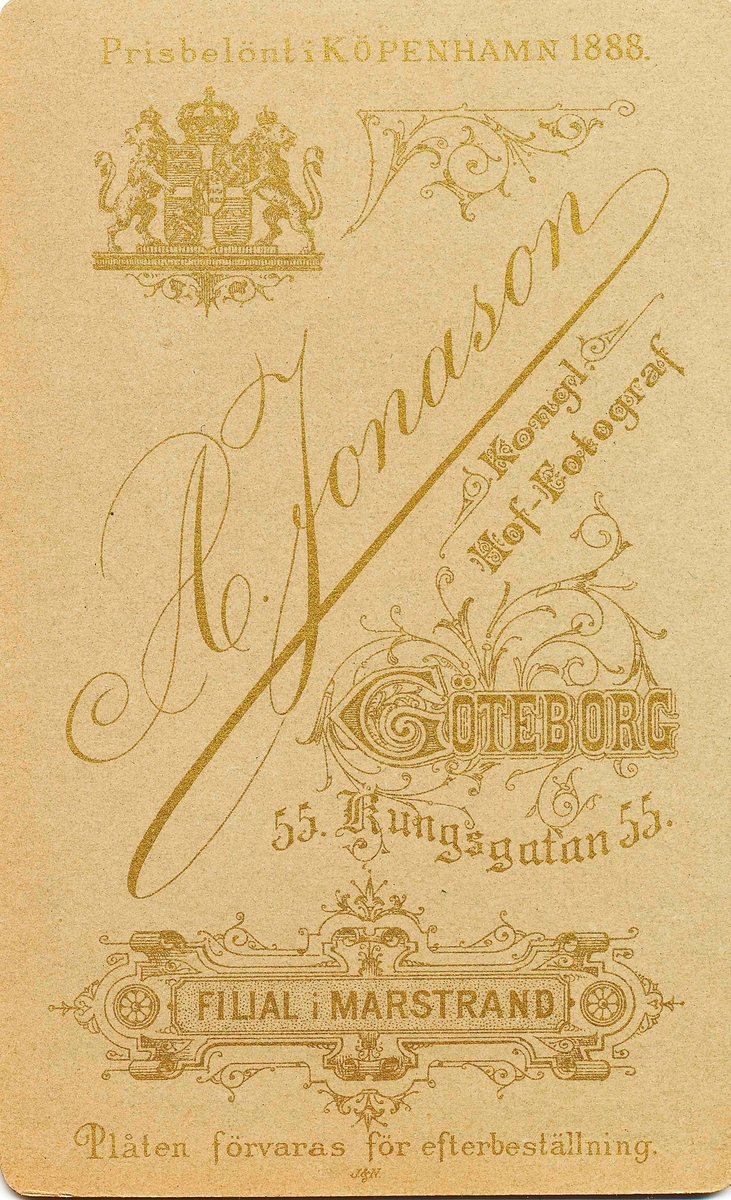 Prisbelönt i KÖPENHAMN 1888.
A. Jonason
Kongl.
Hof-Fotograf
GÖTEBORG
55. Kungsgatan 55.
FILIAL i MARSTRAND
Plåten förvaras för efterbeställning.
J.&N.